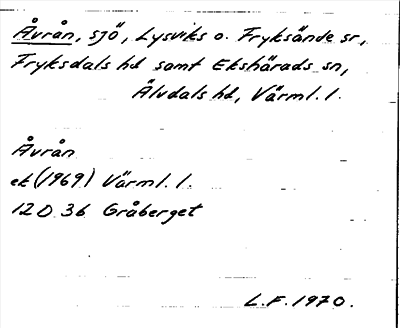 Åvrån, sjö, Lysviks o. Fryksände sr,
Fryksdals hd samt Ekshärads sn,
Älvdals hd, Värml. l.
Åvrån
ek (1969) Värml. l.
12 D 36 Gråberget
L.F. 1970.